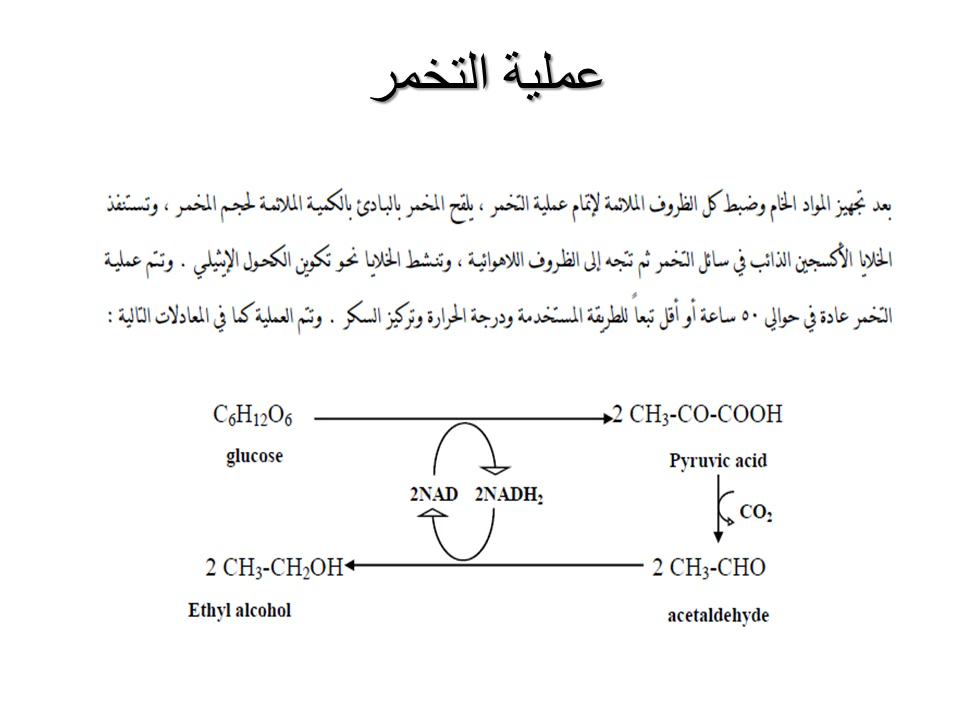 عملية التخمر
بعد تجهيز المواد الخام وضبط كل الظروف الملائمة لإتمام عملية التخمر ، يلقح المخمر بالبادئ بالكمية الملائمة لحجم المخمر ، وتستنفذ
الخلايا الأكسجين الذائب في سائل التخمر ثم تتجه إلى الظروف اللاهوائية ، وتنشط الخلايا نحو تكوين الكحول الإيثيلي . وتتم عملية
التخمر عادة في حوالي ٥٠ ساعة أو أقل تبعاً للطريقة المستخدمة ودرجة الحرارة وتركيز السكر . وتتم العملية كما في المعادلات التالية :
C₆H₁₂O₆ 2 CH₃-CO-COOH
glucose Pyruvic acid
2NAD 2NADH₂
CO₂
2 CH₃-CH₂OH 2 CH₃-CHO
Ethyl alcohol acetaldehyde